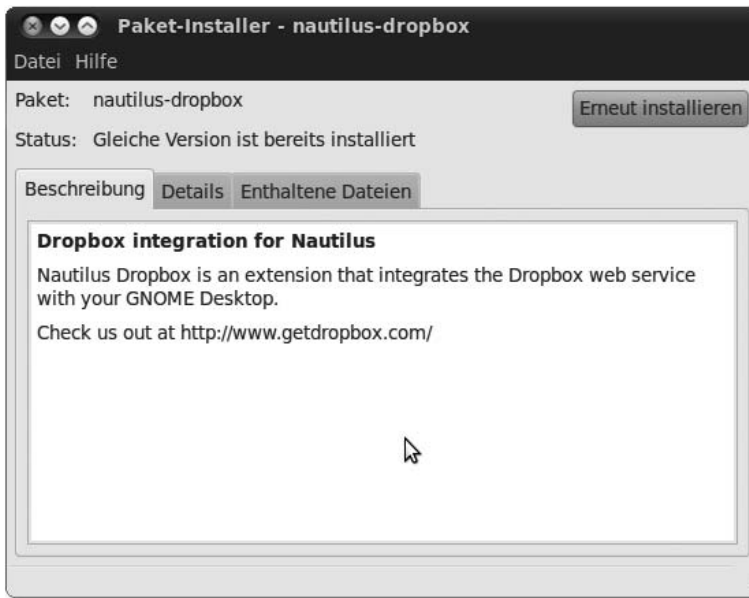 Paket-Installer - nautilus-dropbox
Datei Hilfe
Paket: nautilus-dropbox
Erneut installieren
Status: Gleiche Version ist bereits installiert
Beschreibung Details Enthaltene Dateien
Dropbox integration for Nautilus
Nautilus Dropbox is an extension that integrates the Dropbox web service
with your GNOME Desktop.
Check us out at http://www.getdropbox.com/